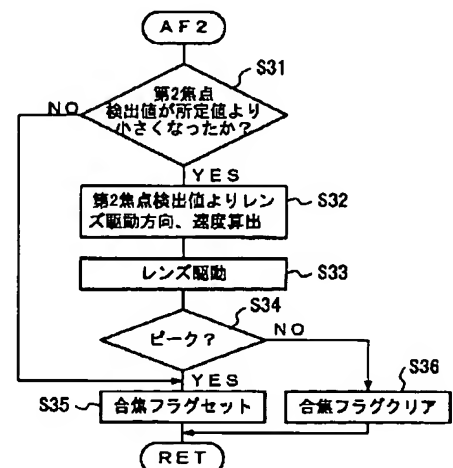 AF2
S31
第2焦点
検出値が所定値より
小さくなったか?
NO
YES
第2焦点検出値よりレン
ズ駆動方向、速度算出
S32
レンズ駆動
S33
S34
ピーク?
NO
YES
S35
合焦フラグセット
S36
合焦フラグクリア
RET